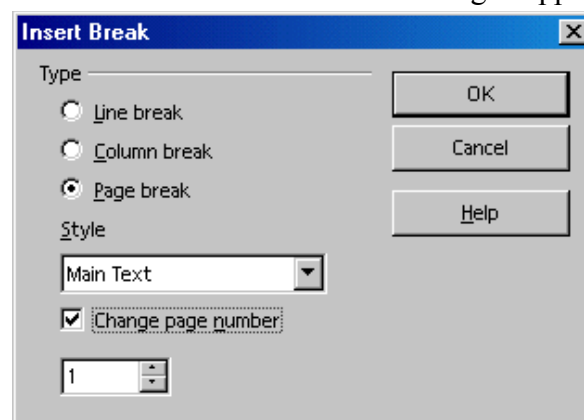 Insert Break
Type
Line break
Column break
Page break
Style
Main Text
Change page number
1
OK
Cancel
Help